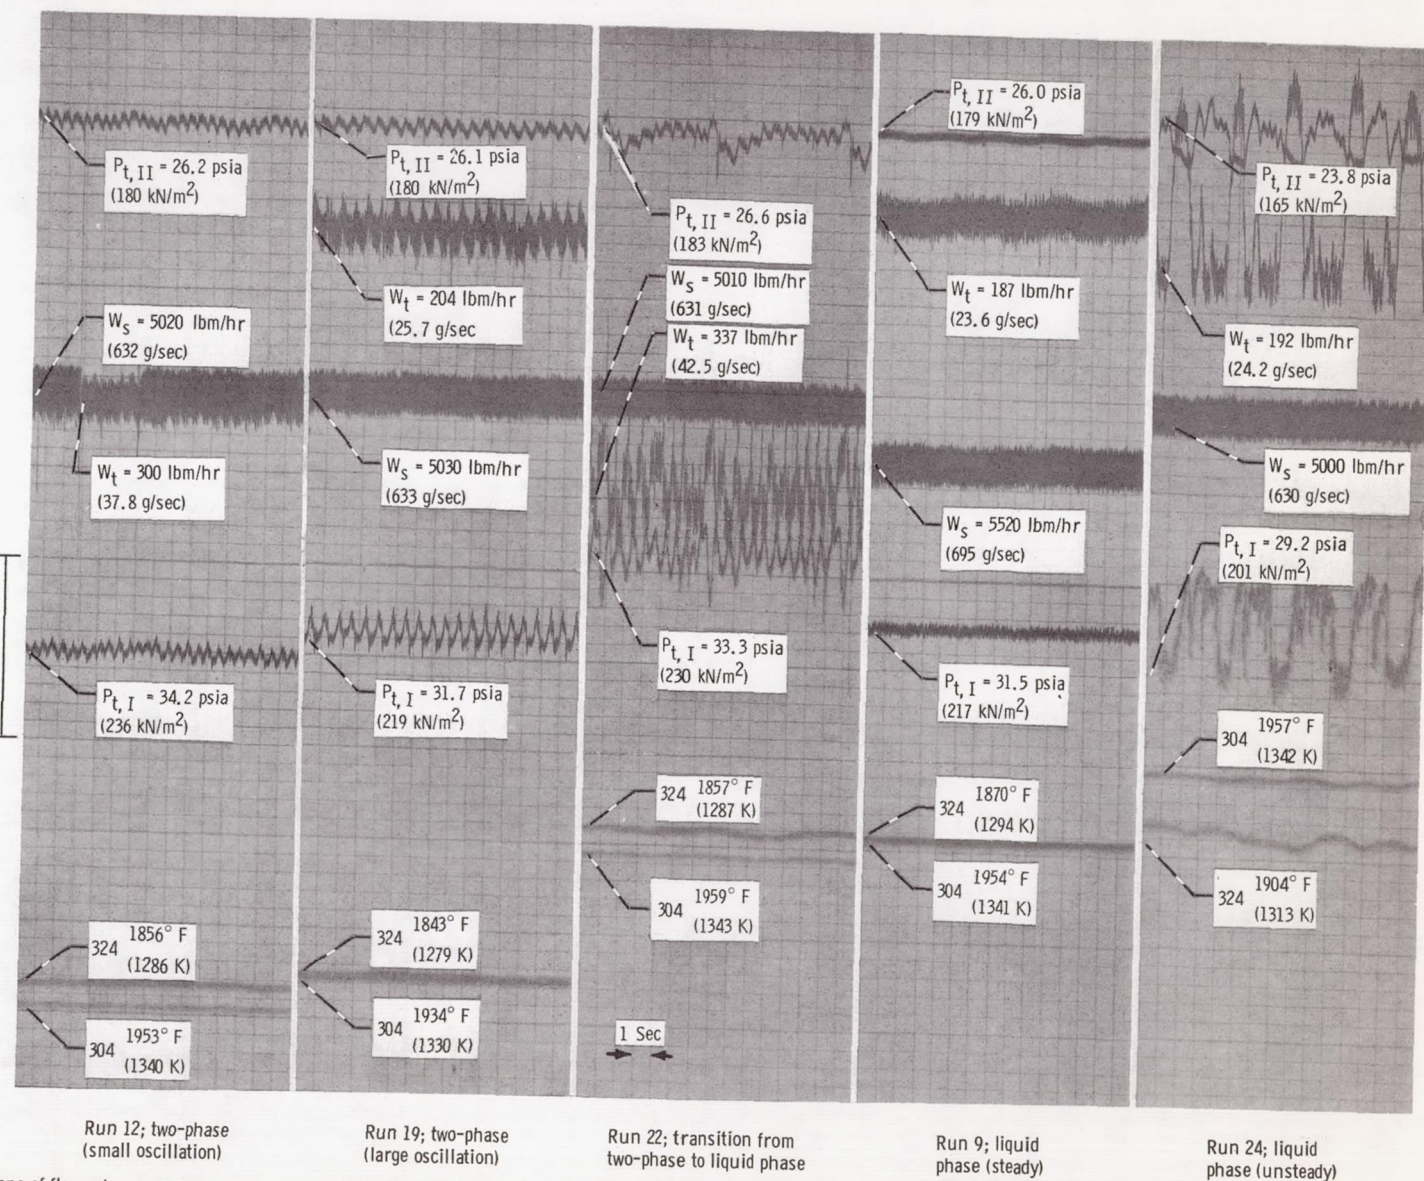 Pt, II = 26.2 psia
(180 kN/m2)
Ws = 5020 lbm/hr
(632 g/sec)
Wt = 300 lbm/hr
(37.8 g/sec)
Pt, I = 34.2 psia
(236 kN/m2)
324 1856° F
(1286 K)
304 1953° F
(1340 K)
Run 12; two-phase
(small oscillation)
Pt, II = 26.1 psia
(180 kN/m2)
Wt = 204 lbm/hr
(25.7 g/sec
Ws = 5030 lbm/hr
(633 g/sec)
Pt, I = 31.7 psia
(219 kN/m2)
324 1843° F
(1279 K)
304 1934° F
(1330 K)
Run 19; two-phase
(large oscillation)
Pt, II = 26.6 psia
(183 kN/m2)
Ws = 5010 lbm/hr
(631 g/sec)
Wt = 337 lbm/hr
(42.5 g/sec)
Pt, I = 33.3 psia
(230 kN/m2)
324 1857° F
(1287 K)
304 1959° F
(1343 K)
1 Sec
Run 22; transition from
two-phase to liquid phase
Pt, II = 26.0 psia
(179 kN/m2)
Wt = 187 lbm/hr
(23.6 g/sec)
Ws = 5520 lbm/hr
(695 g/sec)
Pt, I = 31.5 psia
(217 kN/m2)
324 1870° F
(1294 K)
304 1954° F
(1341 K)
Run 9; liquid
phase (steady)
Pt, II = 23.8 psia
(165 kN/m2)
Wt = 192 lbm/hr
(24.2 g/sec)
Ws = 5000 lbm/hr
(630 g/sec)
Pt, I = 29.2 psia
(201 kN/m2)
304 1957° F
(1342 K)
324 1904° F
(1313 K)
Run 24; liquid
phase (unsteady)